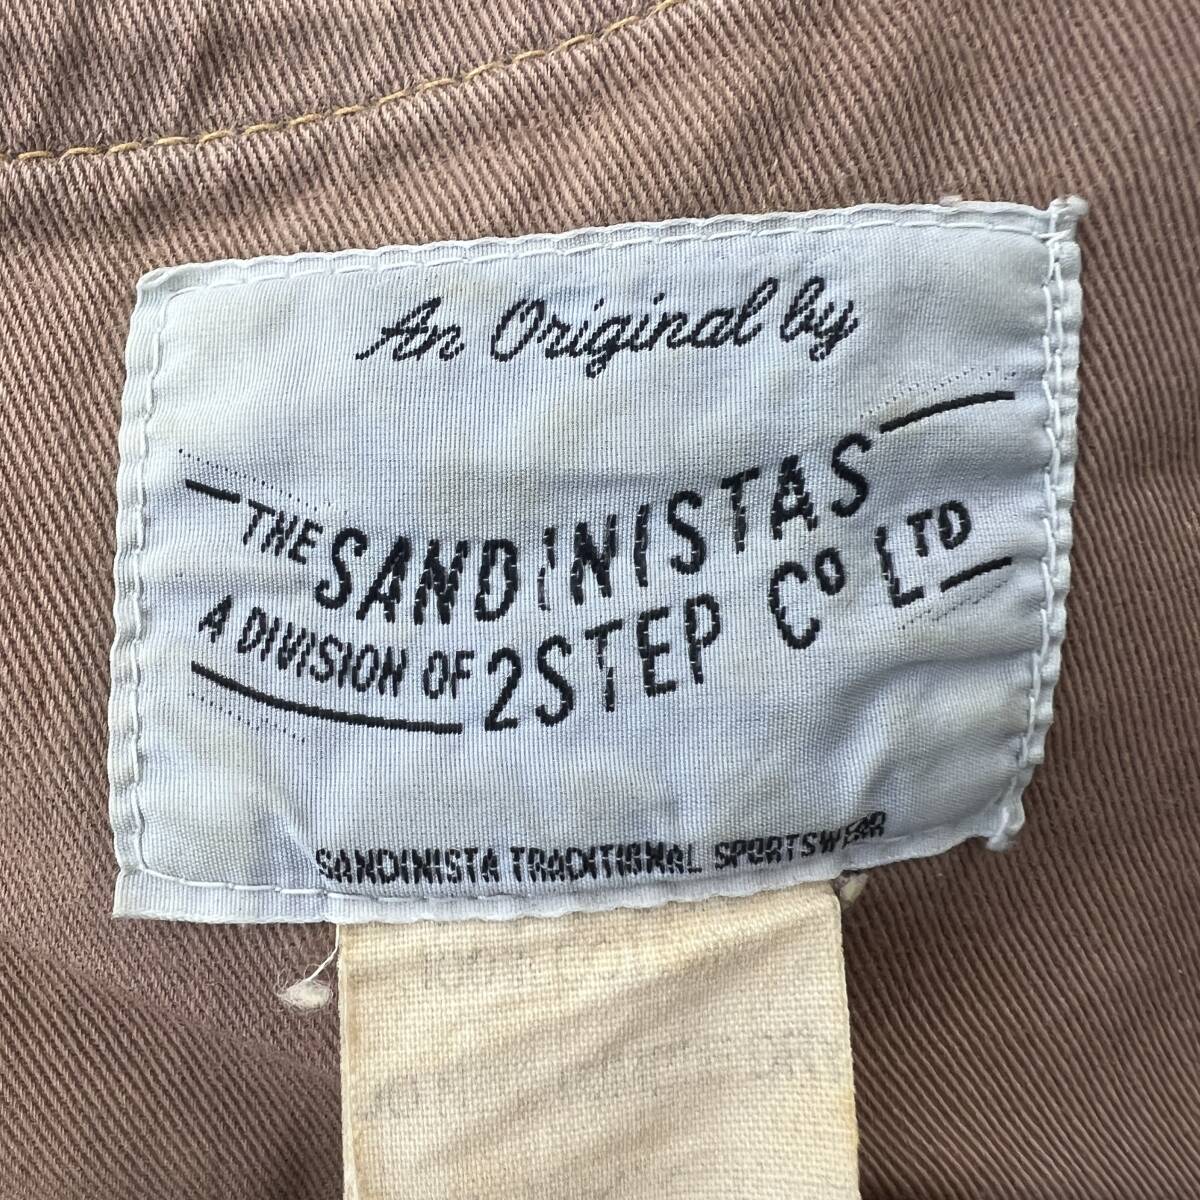 An Original by
THE SANDINISTAS
A DIVISION OF 2STEP Co LTD
SANDINISTA TRADITIONAL SPORTSWEAR